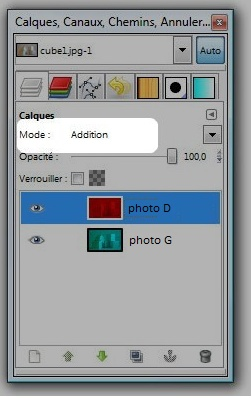 Calques, Canaux, Chemins, Annuler...
cube1.jpg-1
Auto
Calques
Mode : Addition
Opacité : 100,0
Verrouiller :
photo D
photo G